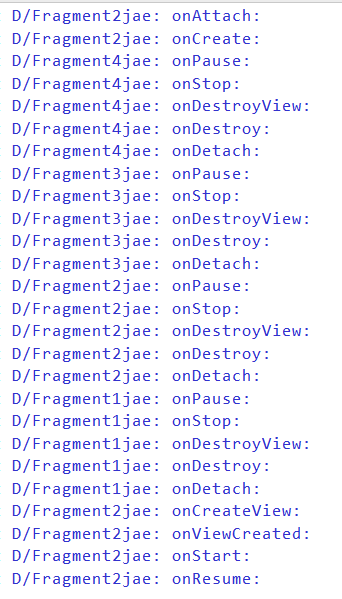 D/Fragment2jae: onAttach:
D/Fragment2jae: onCreate:
D/Fragment4jae: onPause:
D/Fragment4jae: onStop:
D/Fragment4jae: onDestroyView:
D/Fragment4jae: onDestroy:
D/Fragment4jae: onDetach:
D/Fragment3jae: onPause:
D/Fragment3jae: onStop:
D/Fragment3jae: onDestroyView:
D/Fragment3jae: onDestroy:
D/Fragment3jae: onDetach:
D/Fragment2jae: onPause:
D/Fragment2jae: onStop:
D/Fragment2jae: onDestroyView:
D/Fragment2jae: onDestroy:
D/Fragment2jae: onDetach:
D/Fragment1jae: onPause:
D/Fragment1jae: onStop:
D/Fragment1jae: onDestroyView:
D/Fragment1jae: onDestroy:
D/Fragment1jae: onDetach:
D/Fragment2jae: onCreateView:
D/Fragment2jae: onViewCreated:
D/Fragment2jae: onStart:
D/Fragment2jae: onResume: